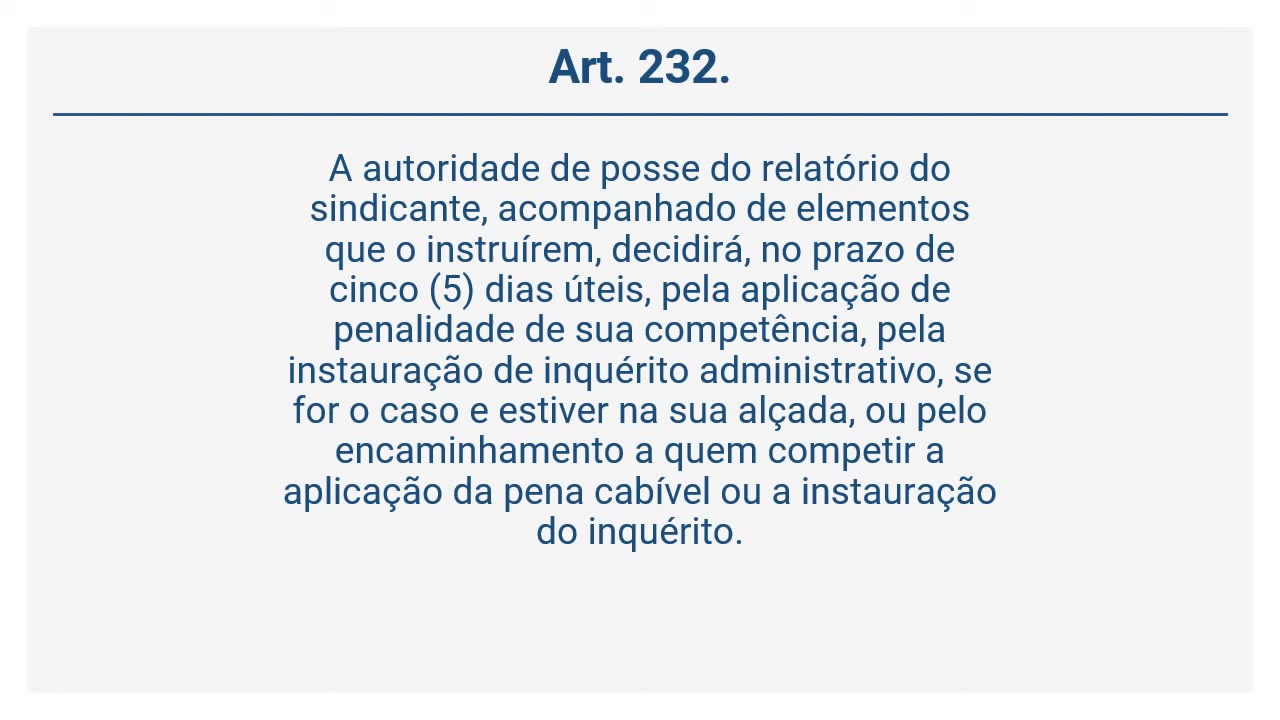 Art. 232.
A autoridade de posse do relatório do
sindicante, acompanhado de elementos
que o instruírem, decidirá, no prazo de
cinco (5) dias úteis, pela aplicação de
penalidade de sua competência, pela
instauração de inquérito administrativo, se
for o caso e estiver na sua alçada, ou pelo
encaminhamento a quem competir a
aplicação da pena cabível ou a instauração
do inquérito.